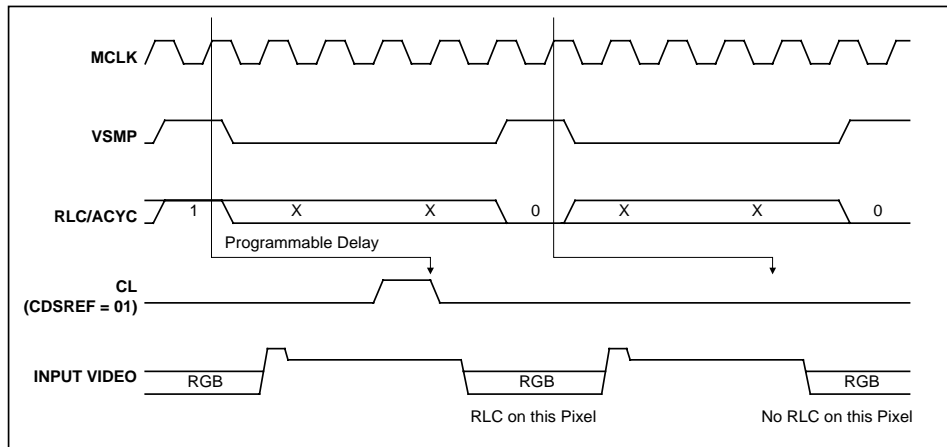 MCLK
VSMP
RLC/ACYC
1 X X 0 X X 0
Programmable Delay
CL
(CDSREF = 01)
INPUT VIDEO
RGB RGB RGB
RLC on this Pixel No RLC on this Pixel